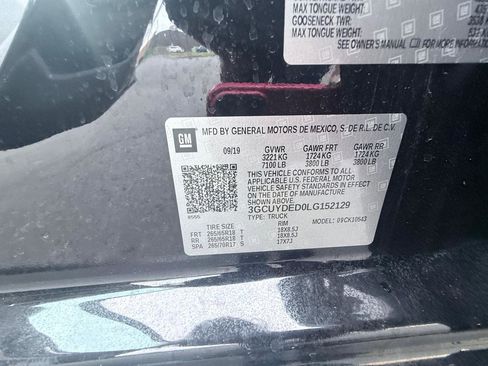 MAX TONGUE WEIGHT:
GOOSENECK TWR:
MAX TONGUE WEIGHT:
SEE OWNER'S MANUAL FOR MORE INFORMATION
GM
MFD BY GENERAL MOTORS DE MEXICO, S. DE R.L. DE C.V.
09/19 GVWR GAWR FRT GAWR RR
3221 KG 1724 KG 1724 KG
7100 LB 3800 LB 3800 LB
THIS VEHICLE CONFORMS TO ALL
APPLICABLE U.S. FEDERAL MOTOR
VEHICLE SAFETY STANDARDS IN
EFFECT ON THE DATE OF
MANUFACTURE SHOWN ABOVE.
3GCUYDED0LG152129
TYPE: TRUCK MODEL: 09CK10543
TIRE SIZE RIM
FRT 265/65R18 T 18X8.5J
RR 265/65R18 T 18X8.5J
SPA 265/70R17 S 17X7J